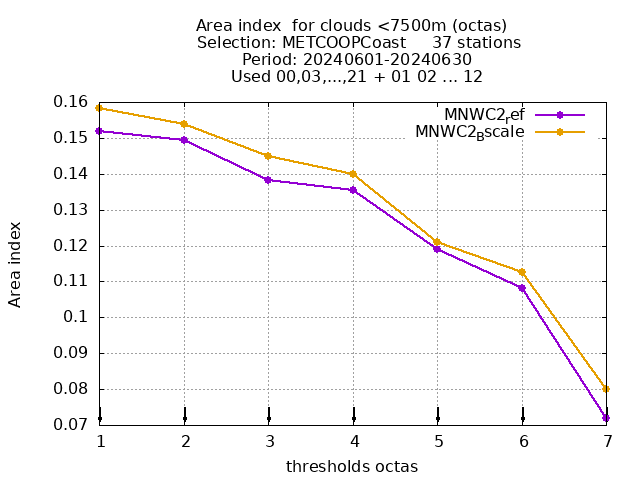 Area index  for clouds <7500m (octas)
Selection: METCOOPCoast     37 stations
Period: 20240601-20240630
Used 00,03,...,21 + 01 02 ... 12
MNWC2ref
MNWC2Bscale
0.16
0.15
0.14
0.13
0.12
0.11
0.1
0.09
0.08
0.07
Area index
1 2 3 4 5 6 7
thresholds octas